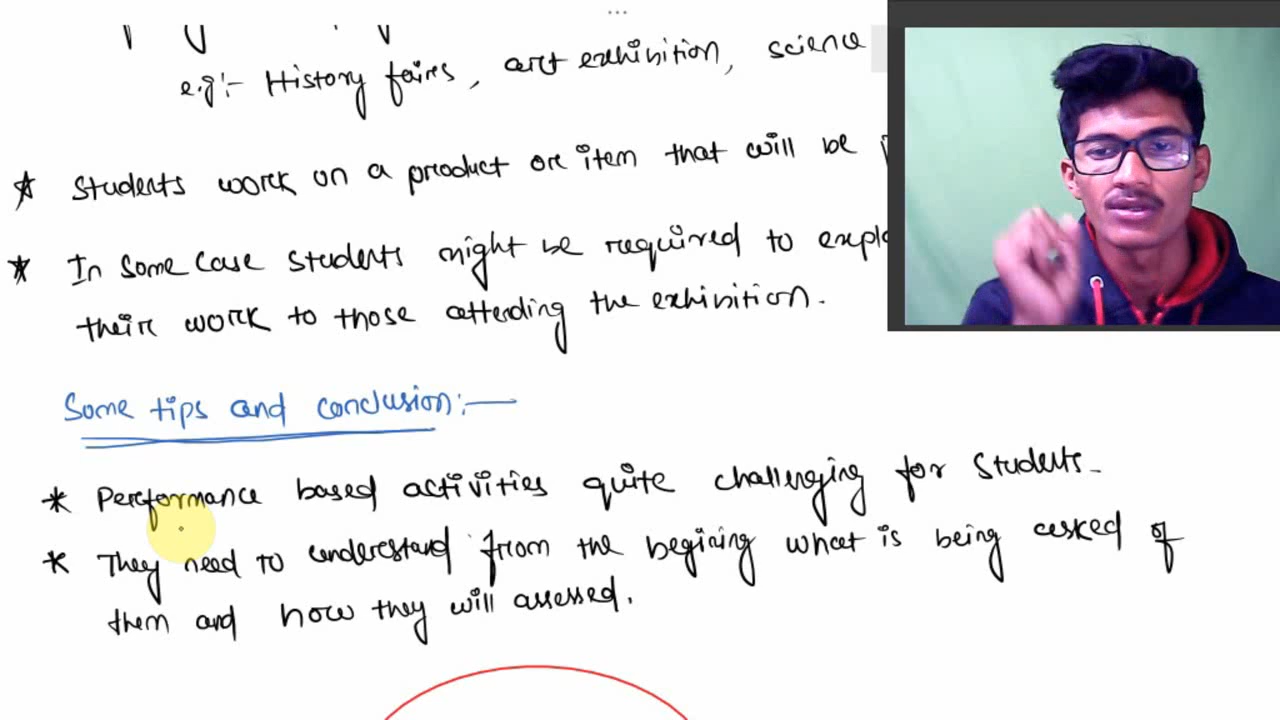 e.g:- History faires, art exhibition, science
* Students work on a product or item that will be
* In some case students might be required to expla
their work to those attending the exhibition.
Some tips and conclusion:-
* Performance based activities quite challenging for students.
* They need to understand from the begining what is being asked of
them and how they will assessed.